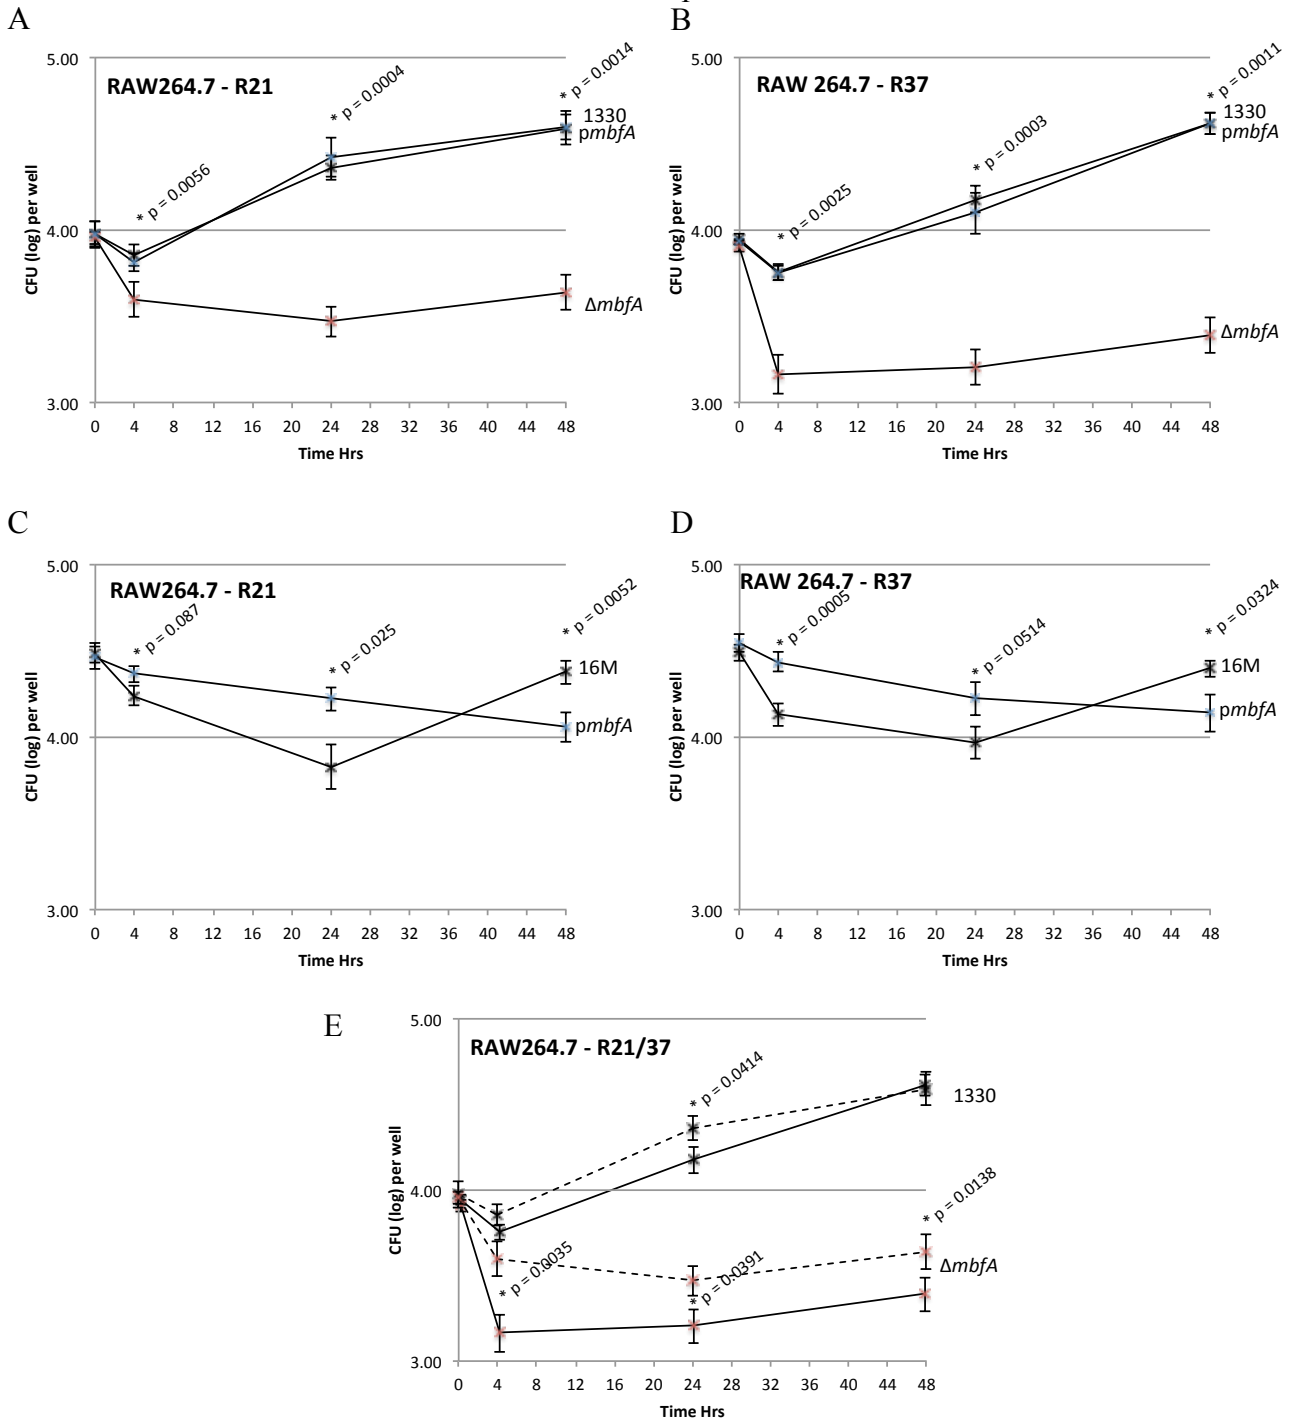 A
RAW264.7 - R21
5.00
4.00
3.00
CFU (log) per well
* p = 0.0056
* p = 0.0004
* p = 0.0014
1330
pmbfA
ΔmbfA
0 4 8 12 16 20 24 28 32 36 40 44 48
Time Hrs
B
RAW 264.7 - R37
5.00
4.00
3.00
CFU (log) per well
* p = 0.0025
* p = 0.0003
* p = 0.0011
1330
pmbfA
ΔmbfA
0 4 8 12 16 20 24 28 32 36 40 44 48
Time Hrs
C
RAW264.7 - R21
5.00
4.00
3.00
CFU (log) per well
* p = 0.087
* p = 0.025
* p = 0.0052
16M
pmbfA
0 4 8 12 16 20 24 28 32 36 40 44 48
Time Hrs
D
RAW 264.7 - R37
5.00
4.00
3.00
CFU (log) per well
* p = 0.0005
* p = 0.0514
* p = 0.0324
16M
pmbfA
0 4 8 12 16 20 24 28 32 36 40 44 48
Time Hrs
E
RAW264.7 - R21/37
5.00
4.00
3.00
CFU (log) per well
* p = 0.0414
1330
* p = 0.0138
* p = 0.0035
* p = 0.0391
ΔmbfA
0 4 8 12 16 20 24 28 32 36 40 44 48
Time Hrs